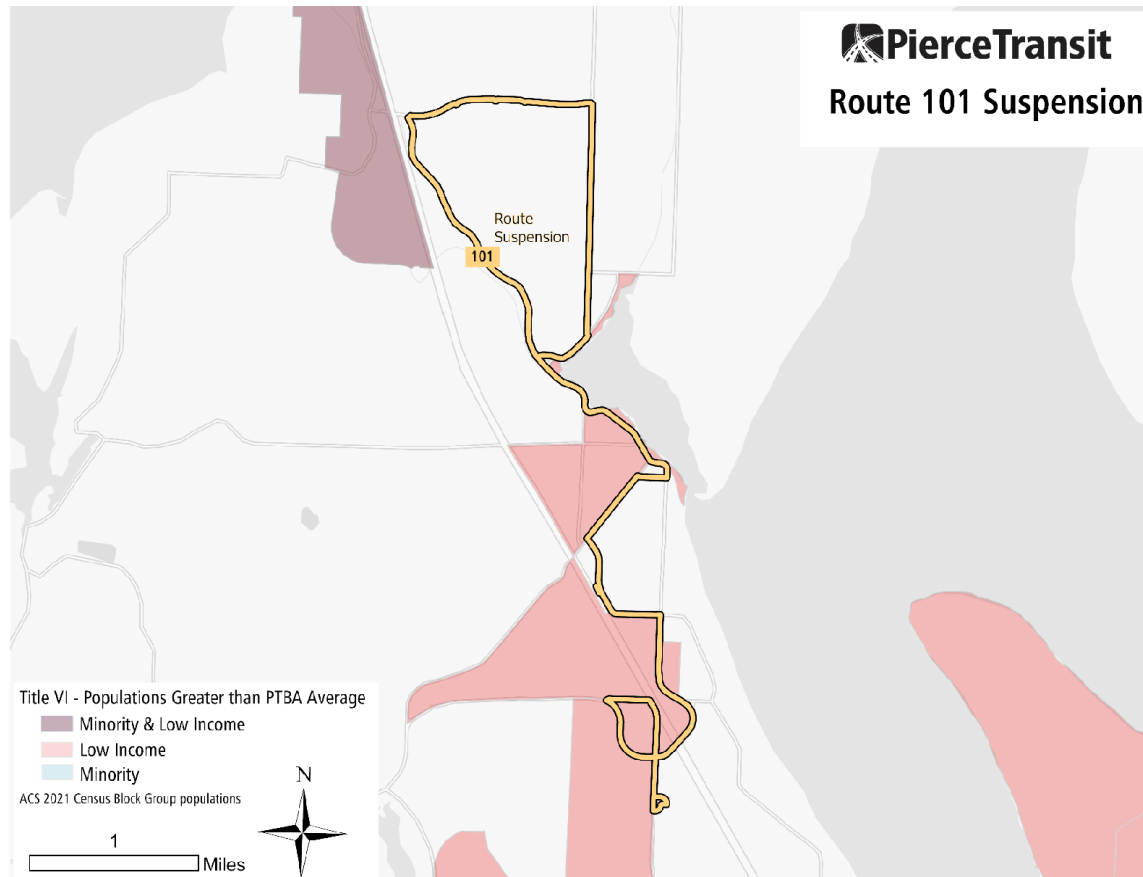 PierceTransit
Route 101 Suspension
Route
Suspension
101
Title VI - Populations Greater than PTBA Average
Minority & Low Income
Low Income
Minority
ACS 2021 Census Block Group populations
N
1
Miles